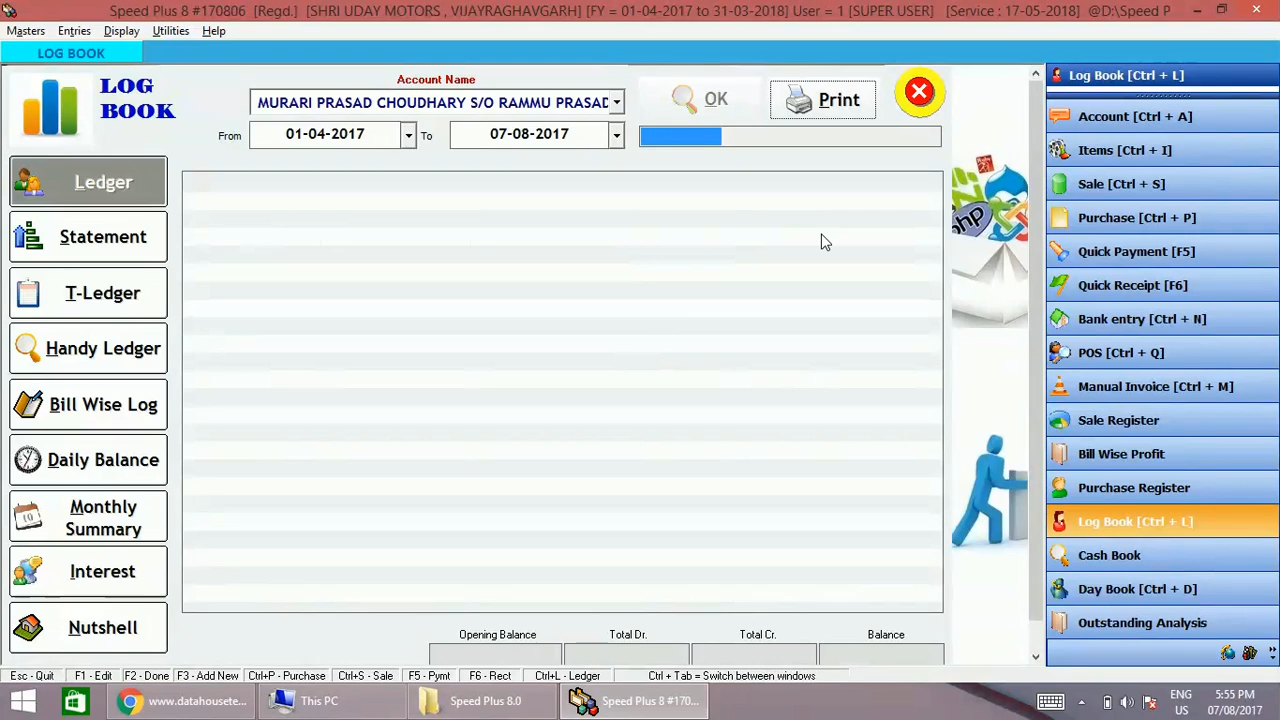 Speed Plus 8 #170806 [Regd.] [SHRI UDAY MOTORS , VIJAYRAGHAVGARH] [FY = 01-04-2017 to 31-03-2018] User = 1 [SUPER USER] [Service : 17-05-2018] @D:\Speed P
Masters Entries Display Utilities Help
LOG BOOK
LOG
BOOK
Account Name
MURARI PRASAD CHOUDHARY S/O RAMMU PRASAD
From 01-04-2017 To 07-08-2017
OK
Print
Ledger
Statement
T-Ledger
Handy Ledger
Bill Wise Log
Daily Balance
Monthly
Summary
Interest
Nutshell
php
Opening Balance Total Dr. Total Cr. Balance
Log Book [Ctrl + L]
Account [Ctrl + A]
Items [Ctrl + I]
Sale [Ctrl + S]
Purchase [Ctrl + P]
Quick Payment [F5]
Quick Receipt [F6]
Bank entry [Ctrl + N]
POS [Ctrl + Q]
Manual Invoice [Ctrl + M]
Sale Register
Bill Wise Profit
Purchase Register
Log Book [Ctrl + L]
Cash Book
Day Book [Ctrl + D]
Outstanding Analysis
Esc - Quit F1 - Edit F2 - Done F3 - Add New Ctrl+P - Purchase Ctrl+S - Sale F5 - Pymt F6 - Rect Ctrl+L - Ledger Ctrl + Tab = Switch between windows
www.datahousete...
This PC
Speed Plus 8.0
Speed Plus 8 #170...
ENG
US
5:55 PM
07/08/2017